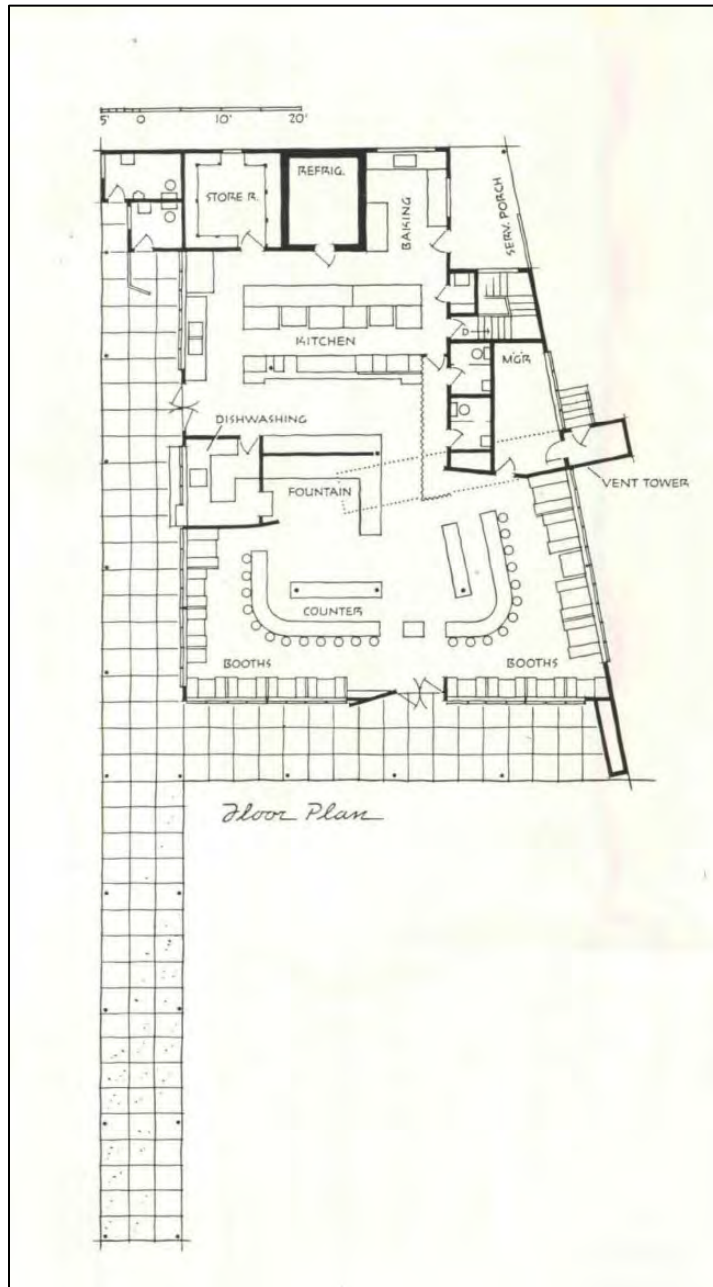 5' 0 10' 20'
REFRIG.
STORE R.
BAKING
SERV. PORCH
D
KITCHEN
MGR
DISHWASHING
VENT TOWER
FOUNTAIN
COUNTER
BOOTHS
BOOTHS
Floor Plan